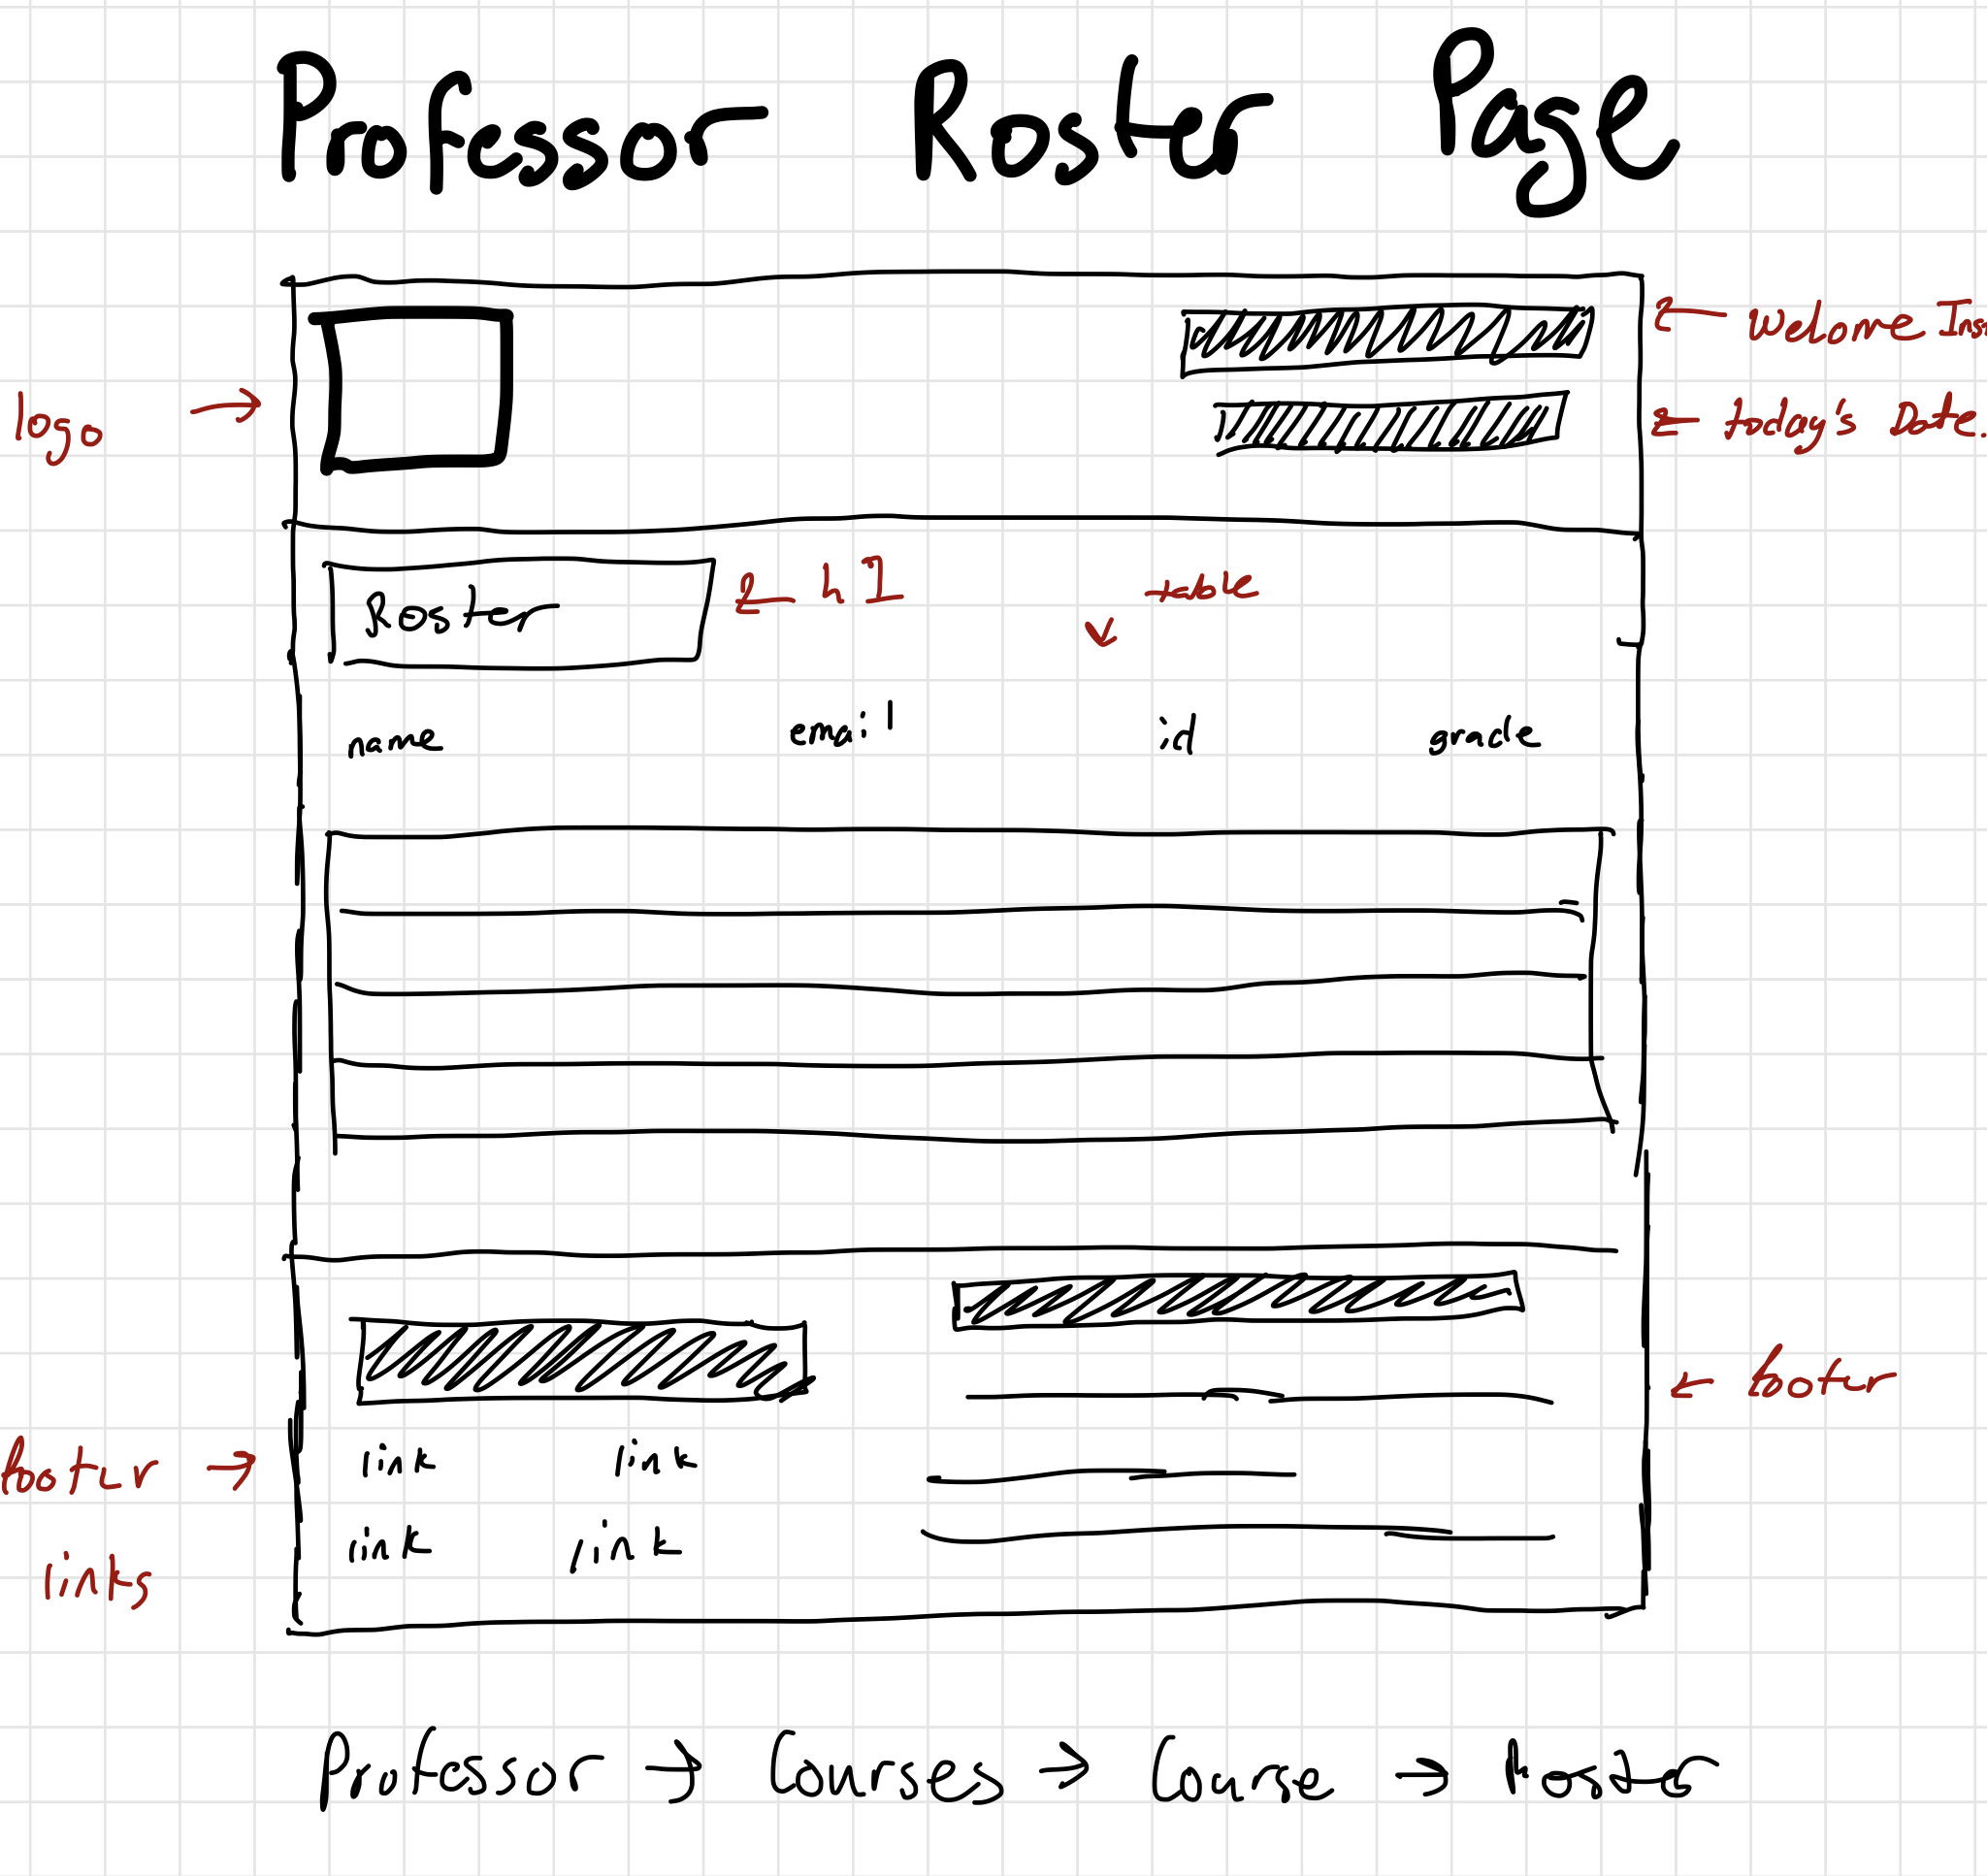 Professor Roster Page
← Welcome Ins
logo →
← today's Date.
Roster
← h1
table
name email id grade
← footer
footer → link link
link link
links
Professor → Courses → Course → Roster